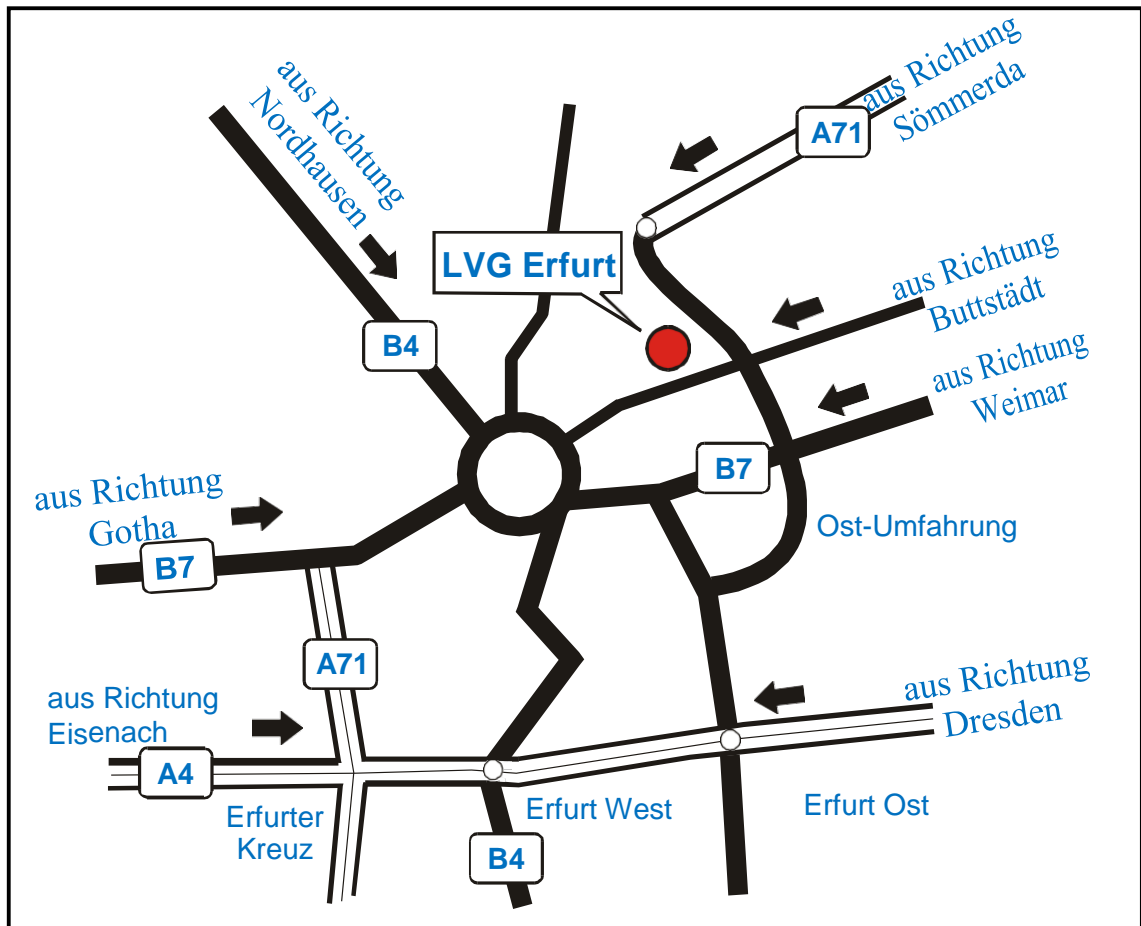 aus Richtung
Nordhausen
aus Richtung
Sömmerda
A71
LVG Erfurt
B4
aus Richtung
Buttstädt
aus Richtung
Weimar
B7
aus Richtung
Gotha
B7
Ost-Umfahrung
A71
aus Richtung
Eisenach
A4
aus Richtung
Dresden
Erfurter
Kreuz
Erfurt West
Erfurt Ost
B4